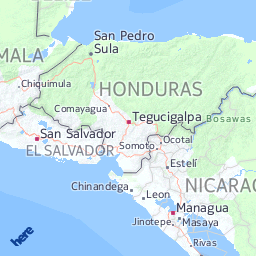 San Pedro
Sula
MALA
HONDURAS
Chiquimula
Comayagua
Tegucigalpa
Bosawas
San Salvador
Ocotal
EL SALVADOR
Somoto
Estelí
NICARAG
Chinandega
Leon
Managua
Jinotepe
Masaya
Rivas
here